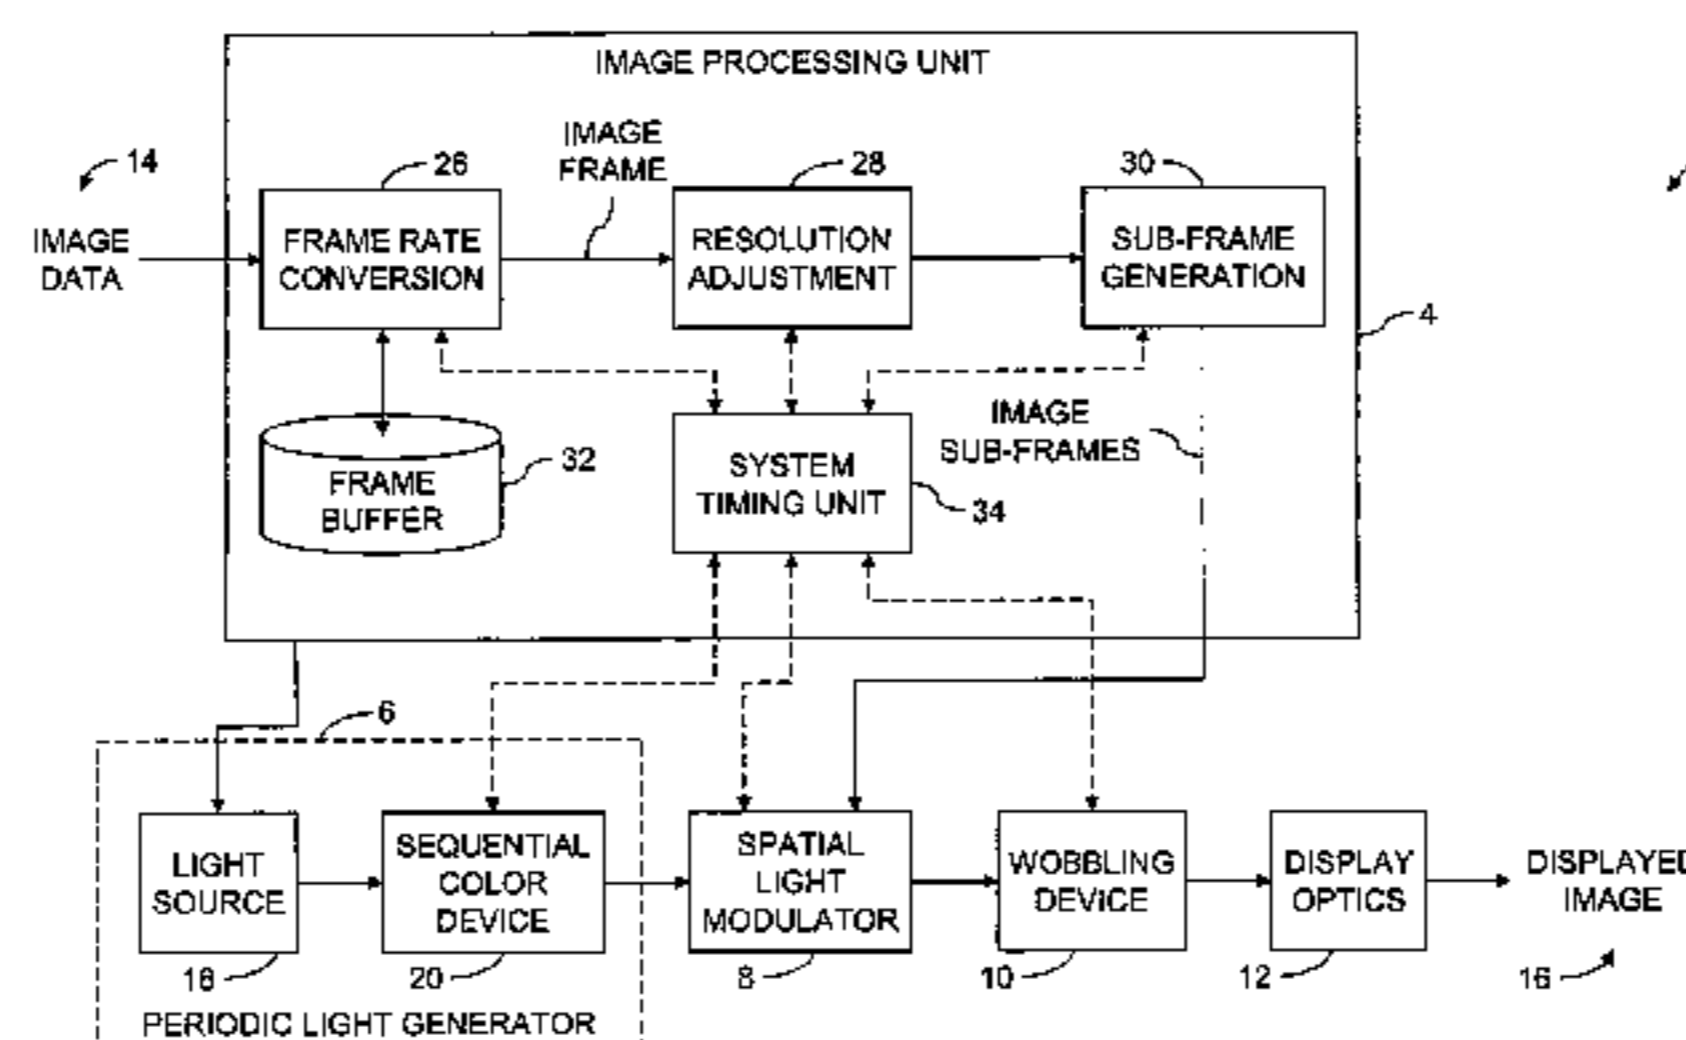 IMAGE PROCESSING UNIT
14
26
IMAGE
FRAME
28
30
IMAGE
DATA
FRAME RATE
CONVERSION
RESOLUTION
ADJUSTMENT
SUB-FRAME
GENERATION
4
FRAME
BUFFER
32
SYSTEM
TIMING UNIT
34
IMAGE
SUB-FRAMES
6
LIGHT
SOURCE
SEQUENTIAL
COLOR
DEVICE
SPATIAL
LIGHT
MODULATOR
WOBBLING
DEVICE
DISPLAY
OPTICS
DISPLAYED
IMAGE
20
8
10
12
16
PERIODIC LIGHT GENERATOR